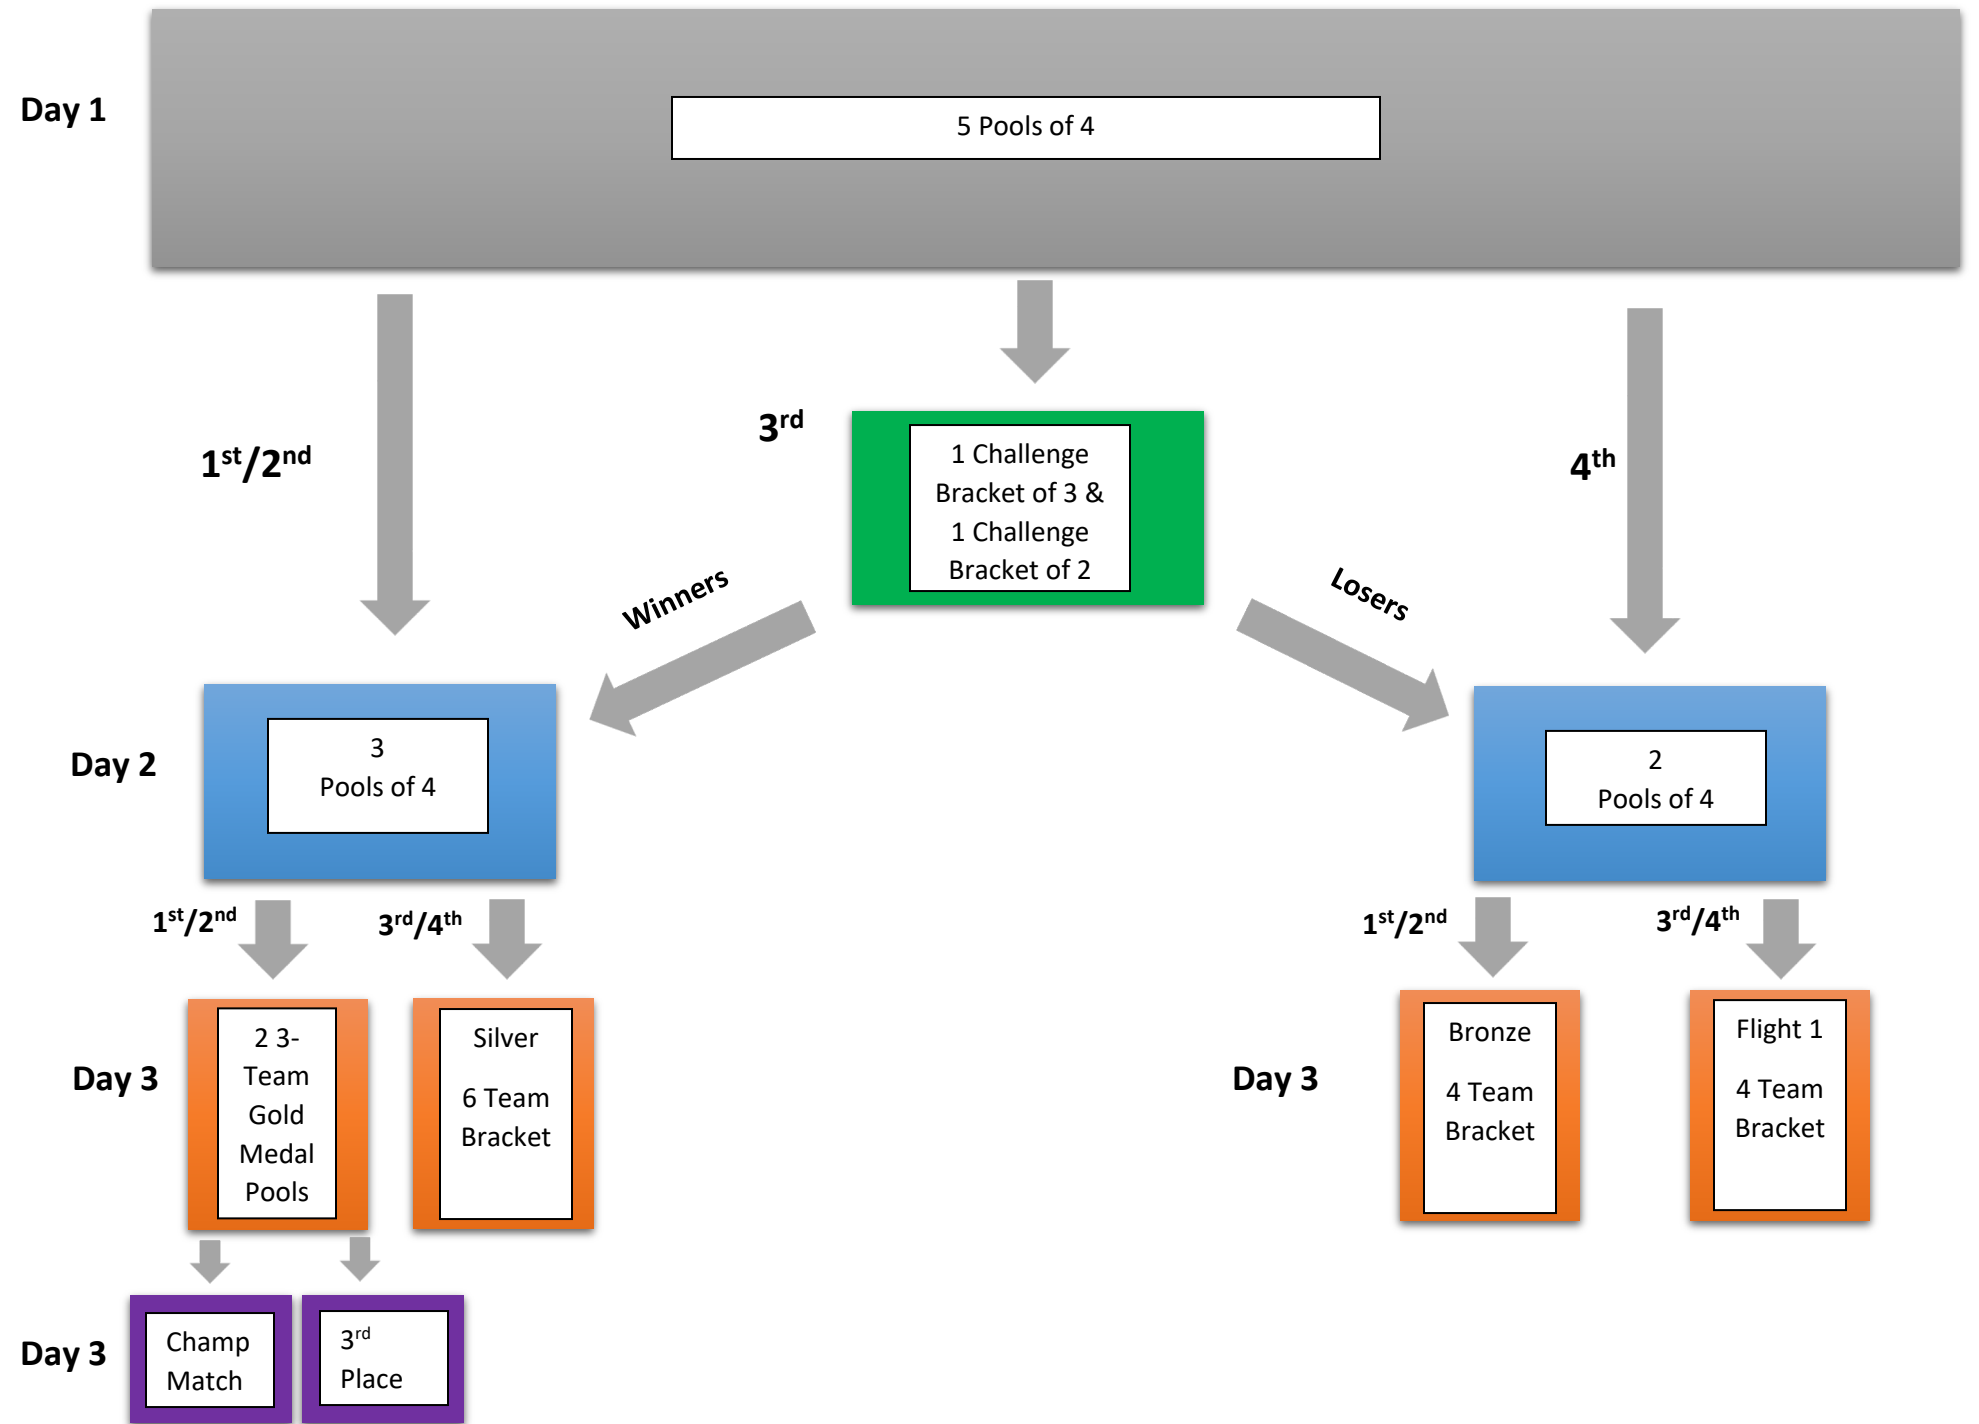 Day 1
5 Pools of 4
1st/2nd
3rd
4th
1 Challenge
Bracket of 3 &
1 Challenge
Bracket of 2
Winners
Losers
Day 2
3
Pools of 4
2
Pools of 4
1st/2nd
3rd/4th
1st/2nd
3rd/4th
Day 3
2 3-
Team
Gold
Medal
Pools
Silver
6 Team
Bracket
Day 3
Bronze
4 Team
Bracket
Flight 1
4 Team
Bracket
Day 3
Champ
Match
3rd
Place